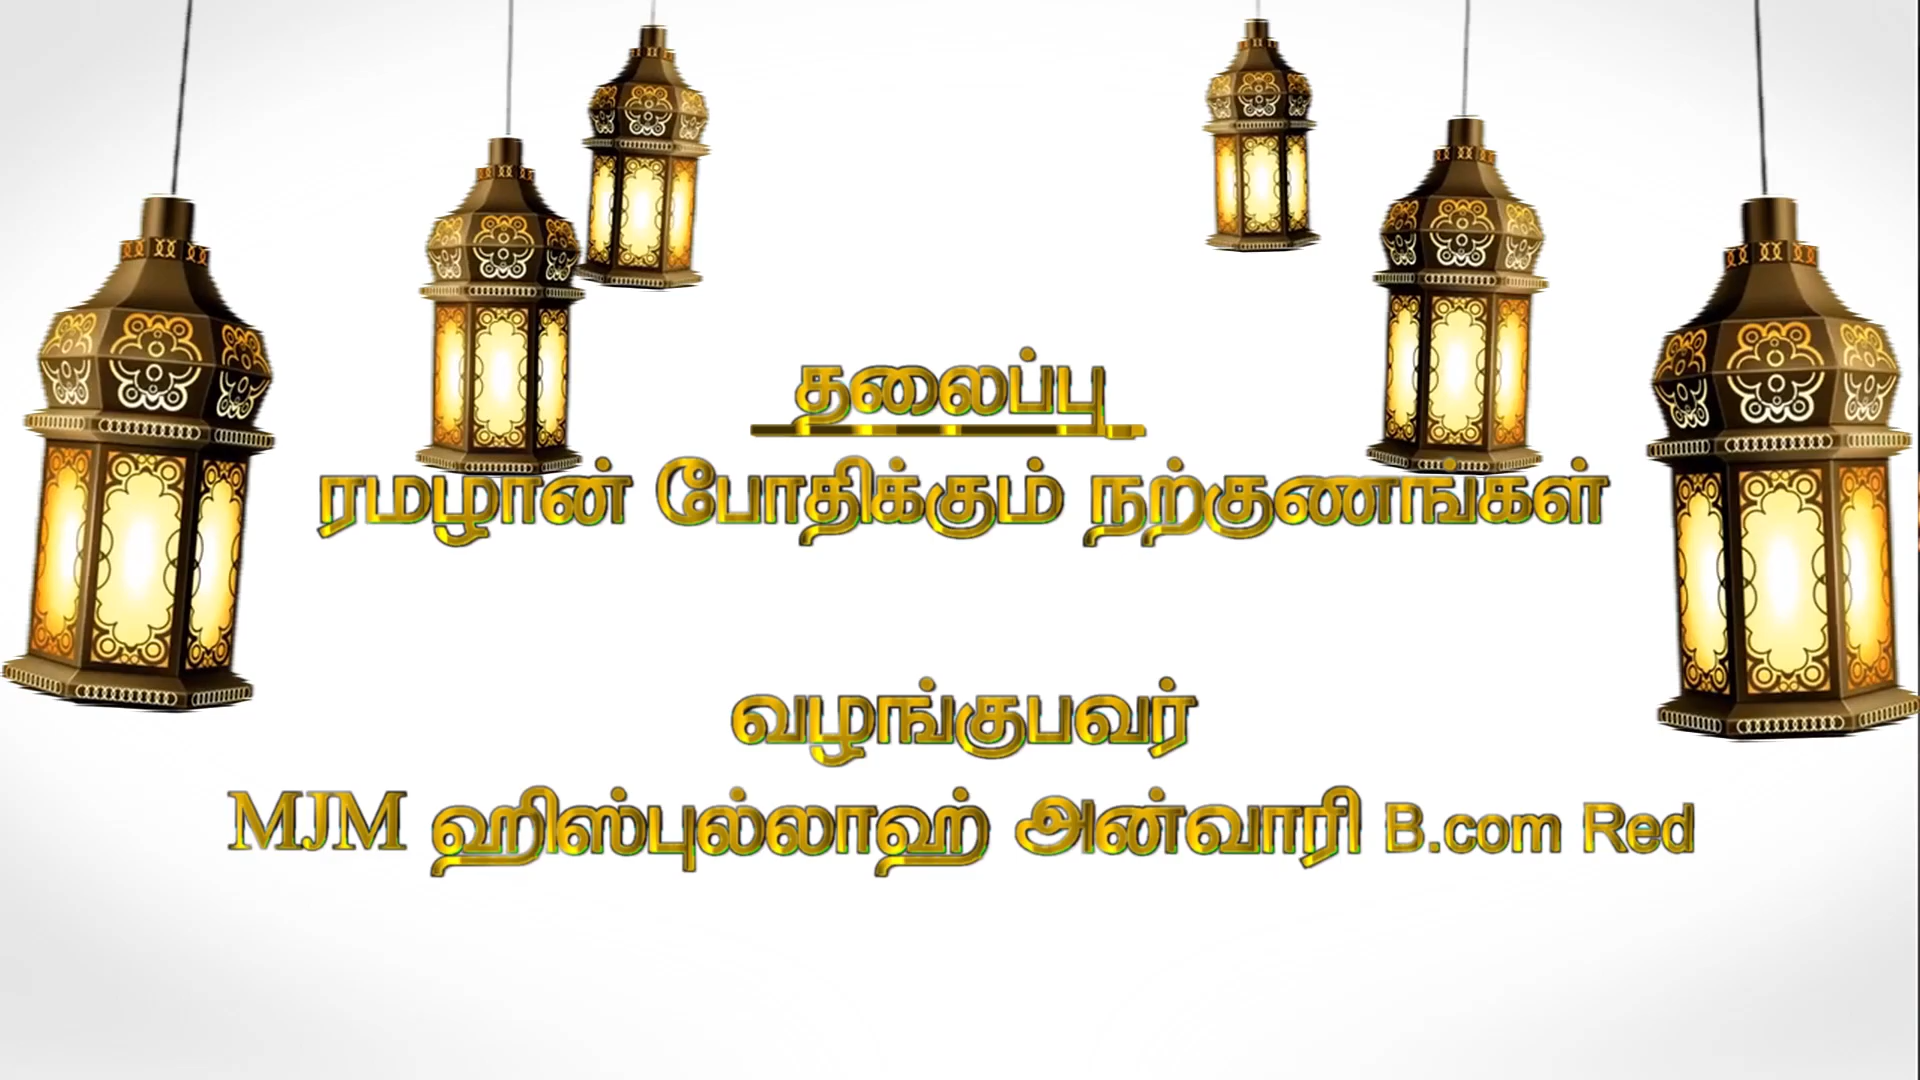 தலைப்பு
ரமழான் போதிக்கும் நற்குணங்கள்
வழங்குபவர்
MJM ஹிஸ்புல்லாஹ் அன்வாரி B.com Red